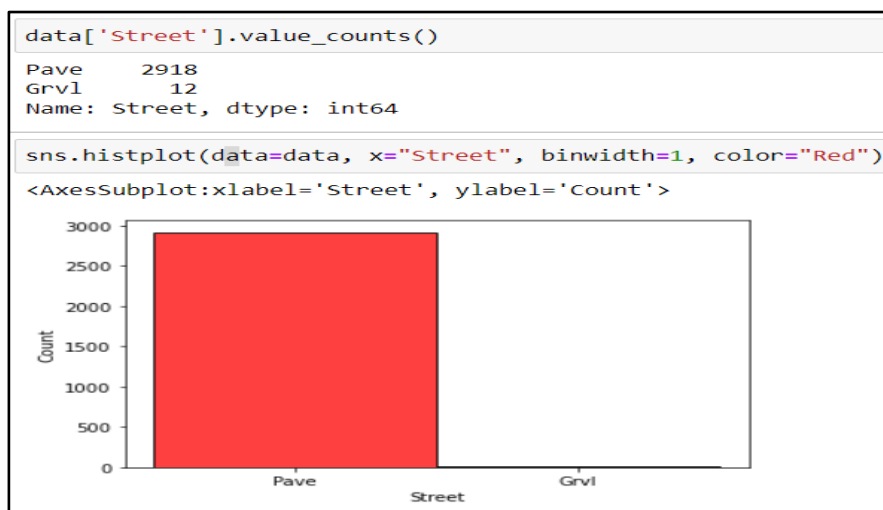 data['Street'].value_counts()
Pave 2918
Grvl 12
Name: Street, dtype: int64
sns.histplot(data=data, x="Street", binwidth=1, color="Red")
<AxesSubplot:xlabel='Street', ylabel='Count'>
3000
2500
2000
1500
1000
500
0
Count
Pave Grvl
Street